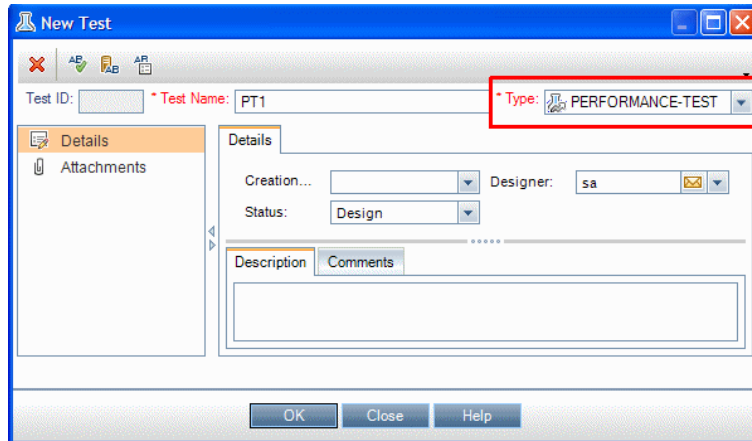 New Test
Test ID: * Test Name: PT1 * Type: PERFORMANCE-TEST
Details
Attachments
Details
Creation... Designer: sa
Status: Design
Description Comments
OK Close Help